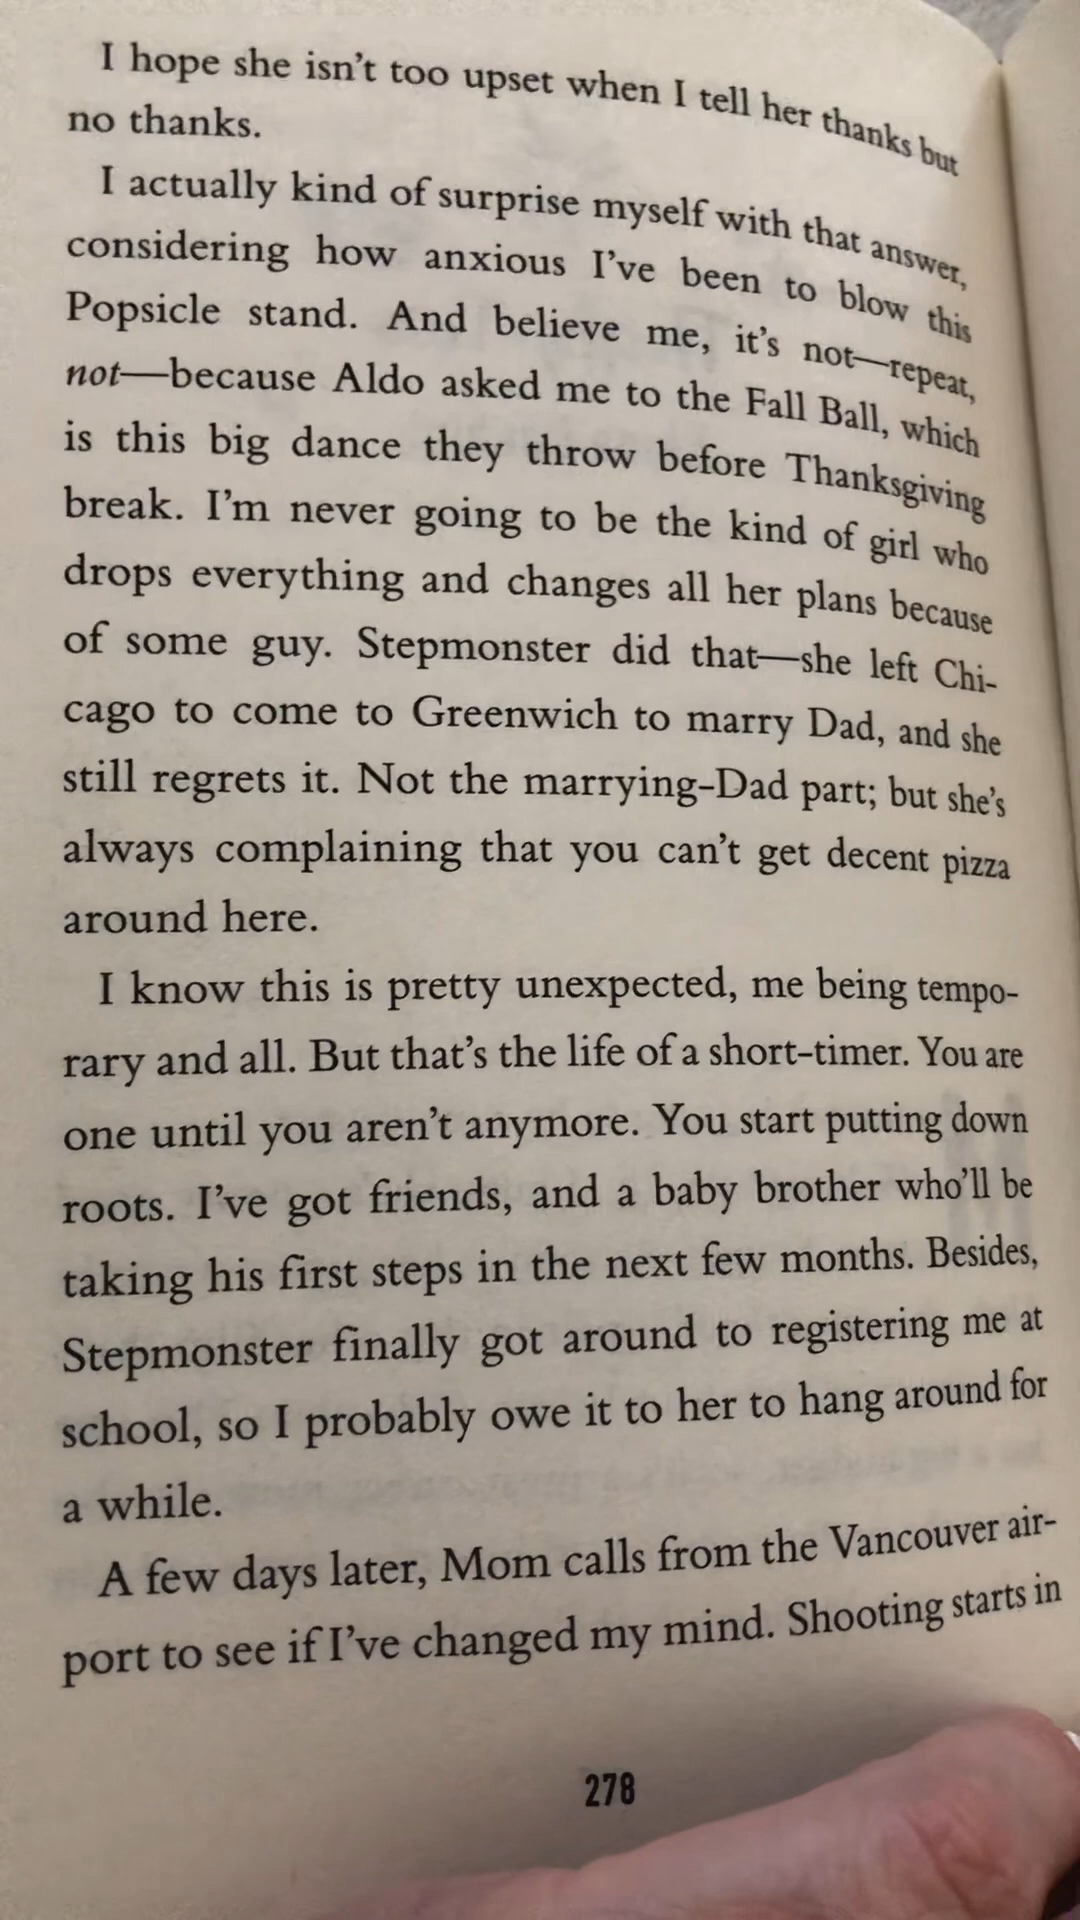 I hope she isn't too upset when I tell her thanks but
no thanks.
I actually kind of surprise myself with that answer,
considering how anxious I've been to blow this
Popsicle stand. And believe me, it's not—repeat,
not—because Aldo asked me to the Fall Ball, which
is this big dance they throw before Thanksgiving
break. I'm never going to be the kind of girl who
drops everything and changes all her plans because
of some guy. Stepmonster did that—she left Chi-
cago to come to Greenwich to marry Dad, and she
still regrets it. Not the marrying-Dad part; but she's
always complaining that you can't get decent pizza
around here.
I know this is pretty unexpected, me being tempo-
rary and all. But that's the life of a short-timer. You are
one until you aren't anymore. You start putting down
roots. I've got friends, and a baby brother who'll be
taking his first steps in the next few months. Besides,
Stepmonster finally got around to registering me at
school, so I probably owe it to her to hang around for
a while.
A few days later, Mom calls from the Vancouver air-
port to see if I've changed my mind. Shooting starts in
278